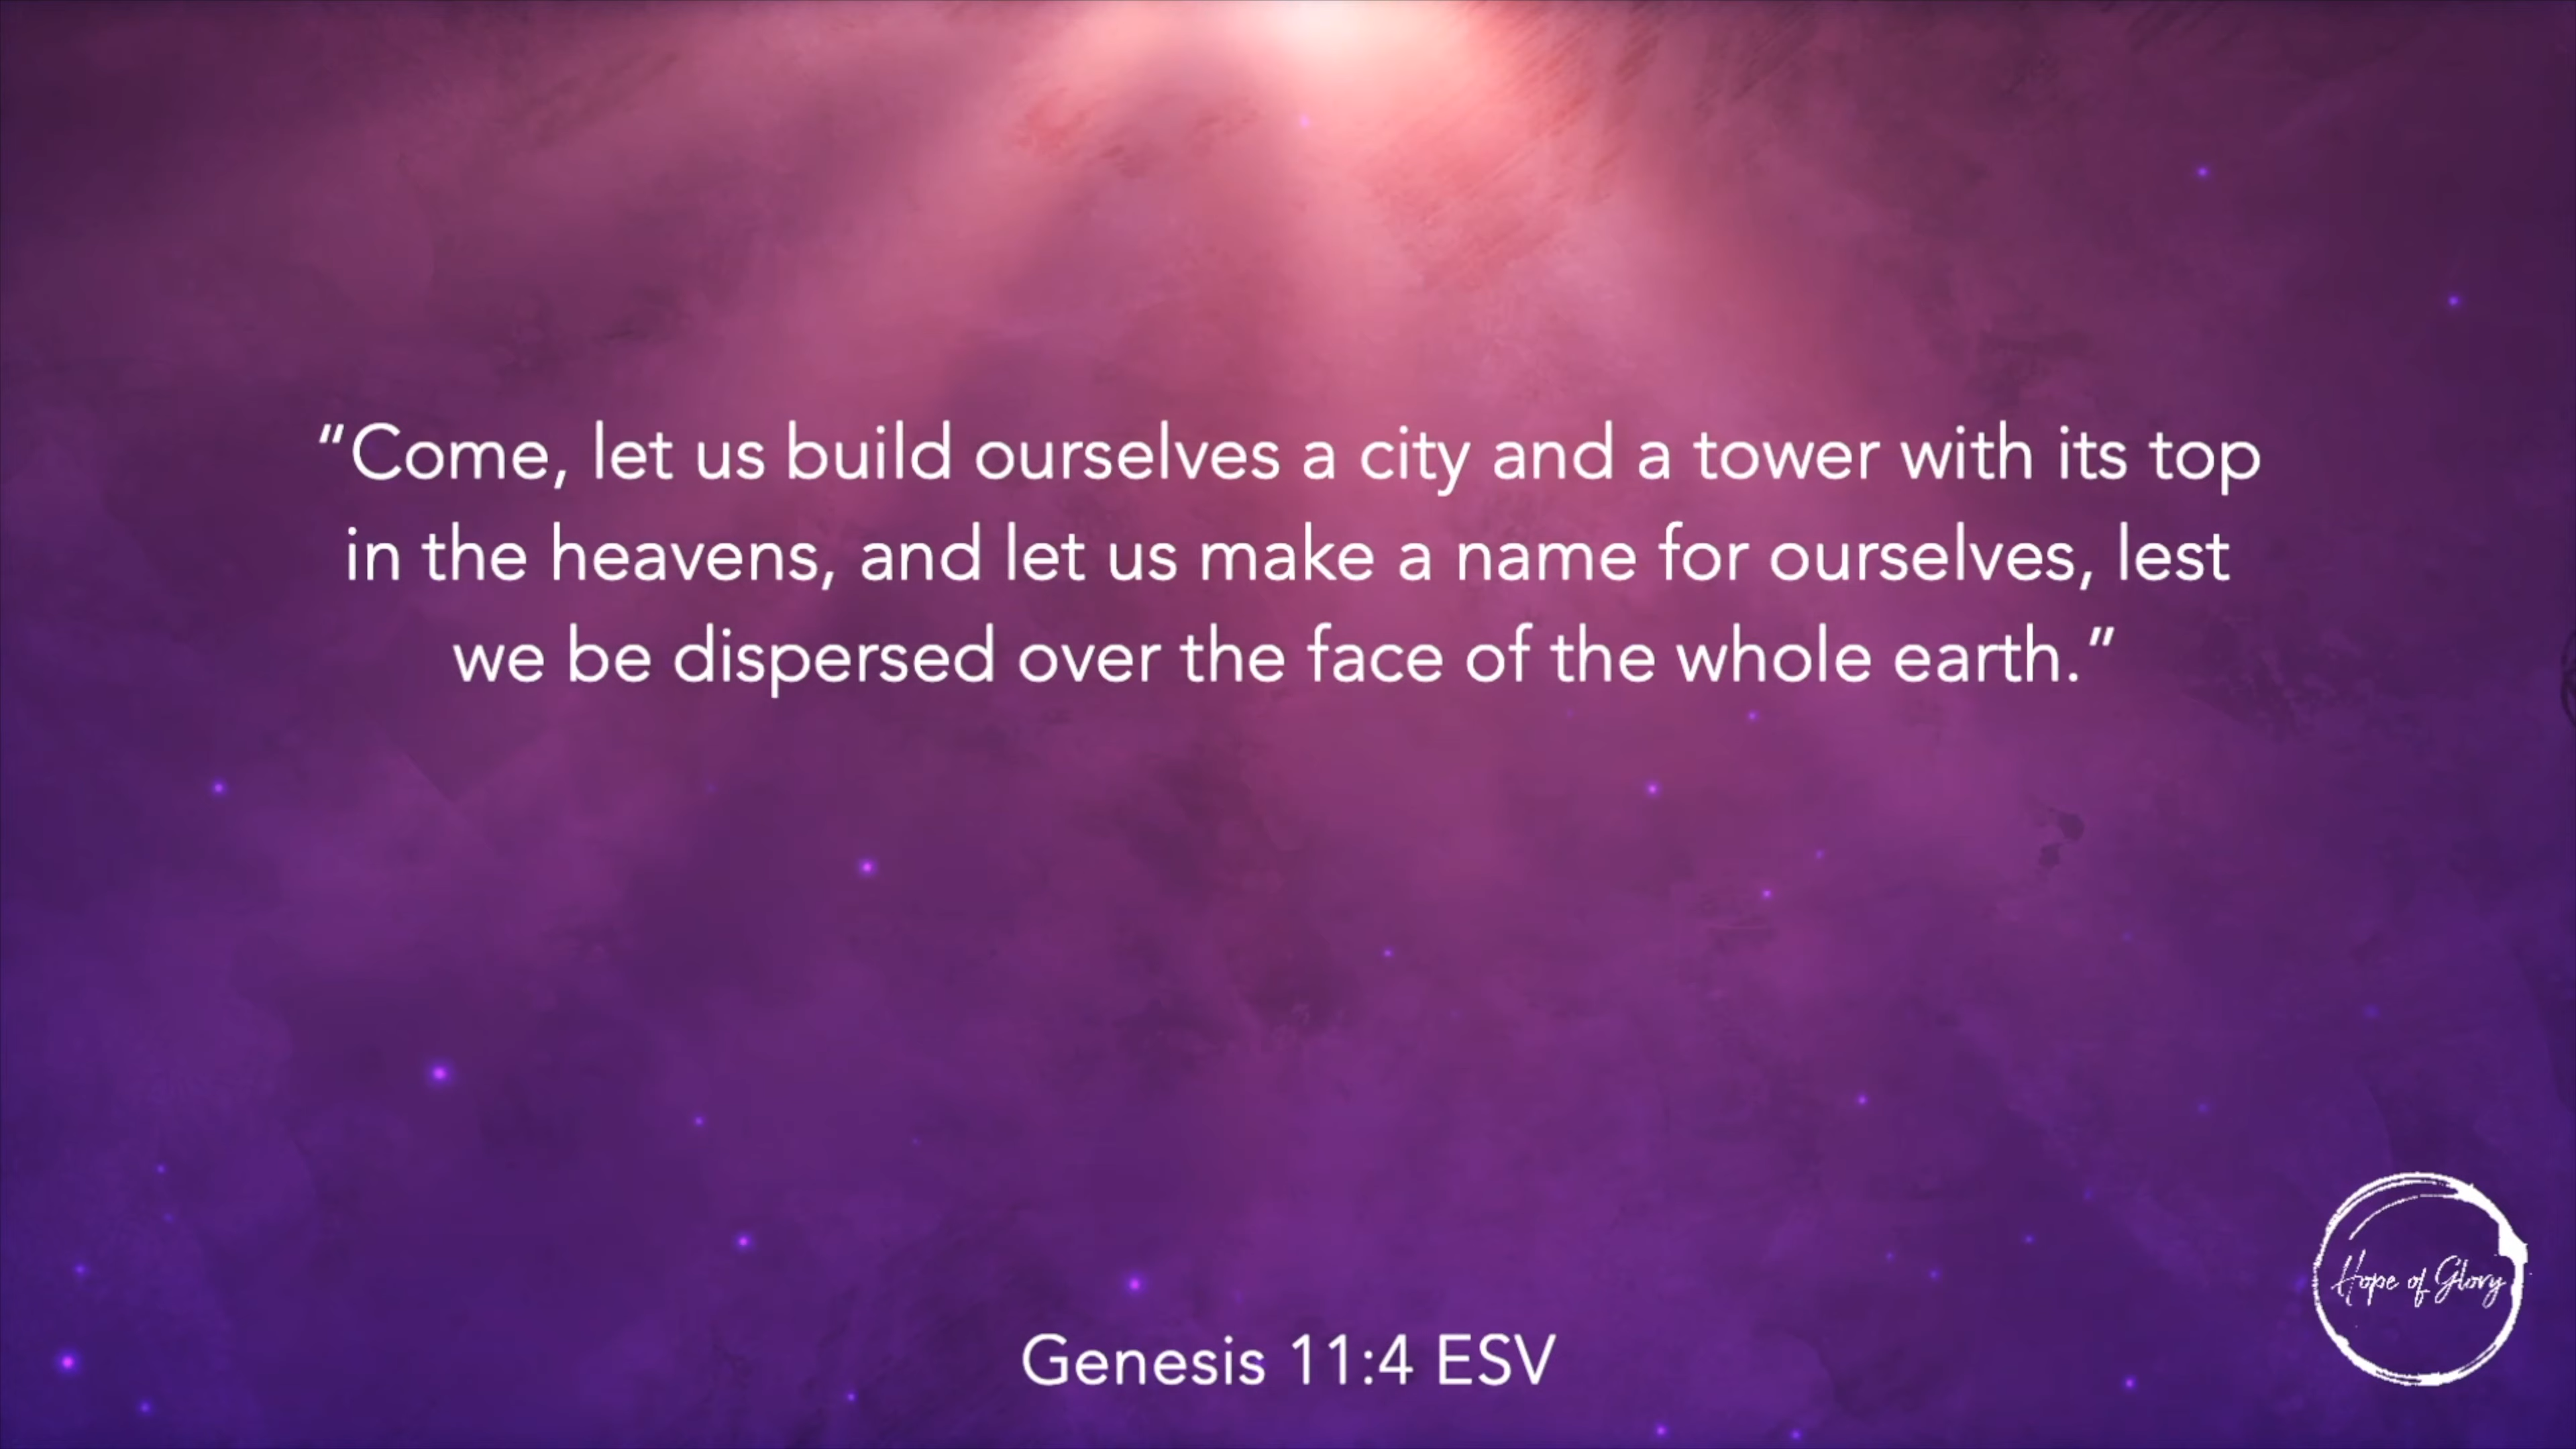 “Come, let us build ourselves a city and a tower with its top
in the heavens, and let us make a name for ourselves, lest
we be dispersed over the face of the whole earth.”
Hope of Glory
Genesis 11:4 ESV